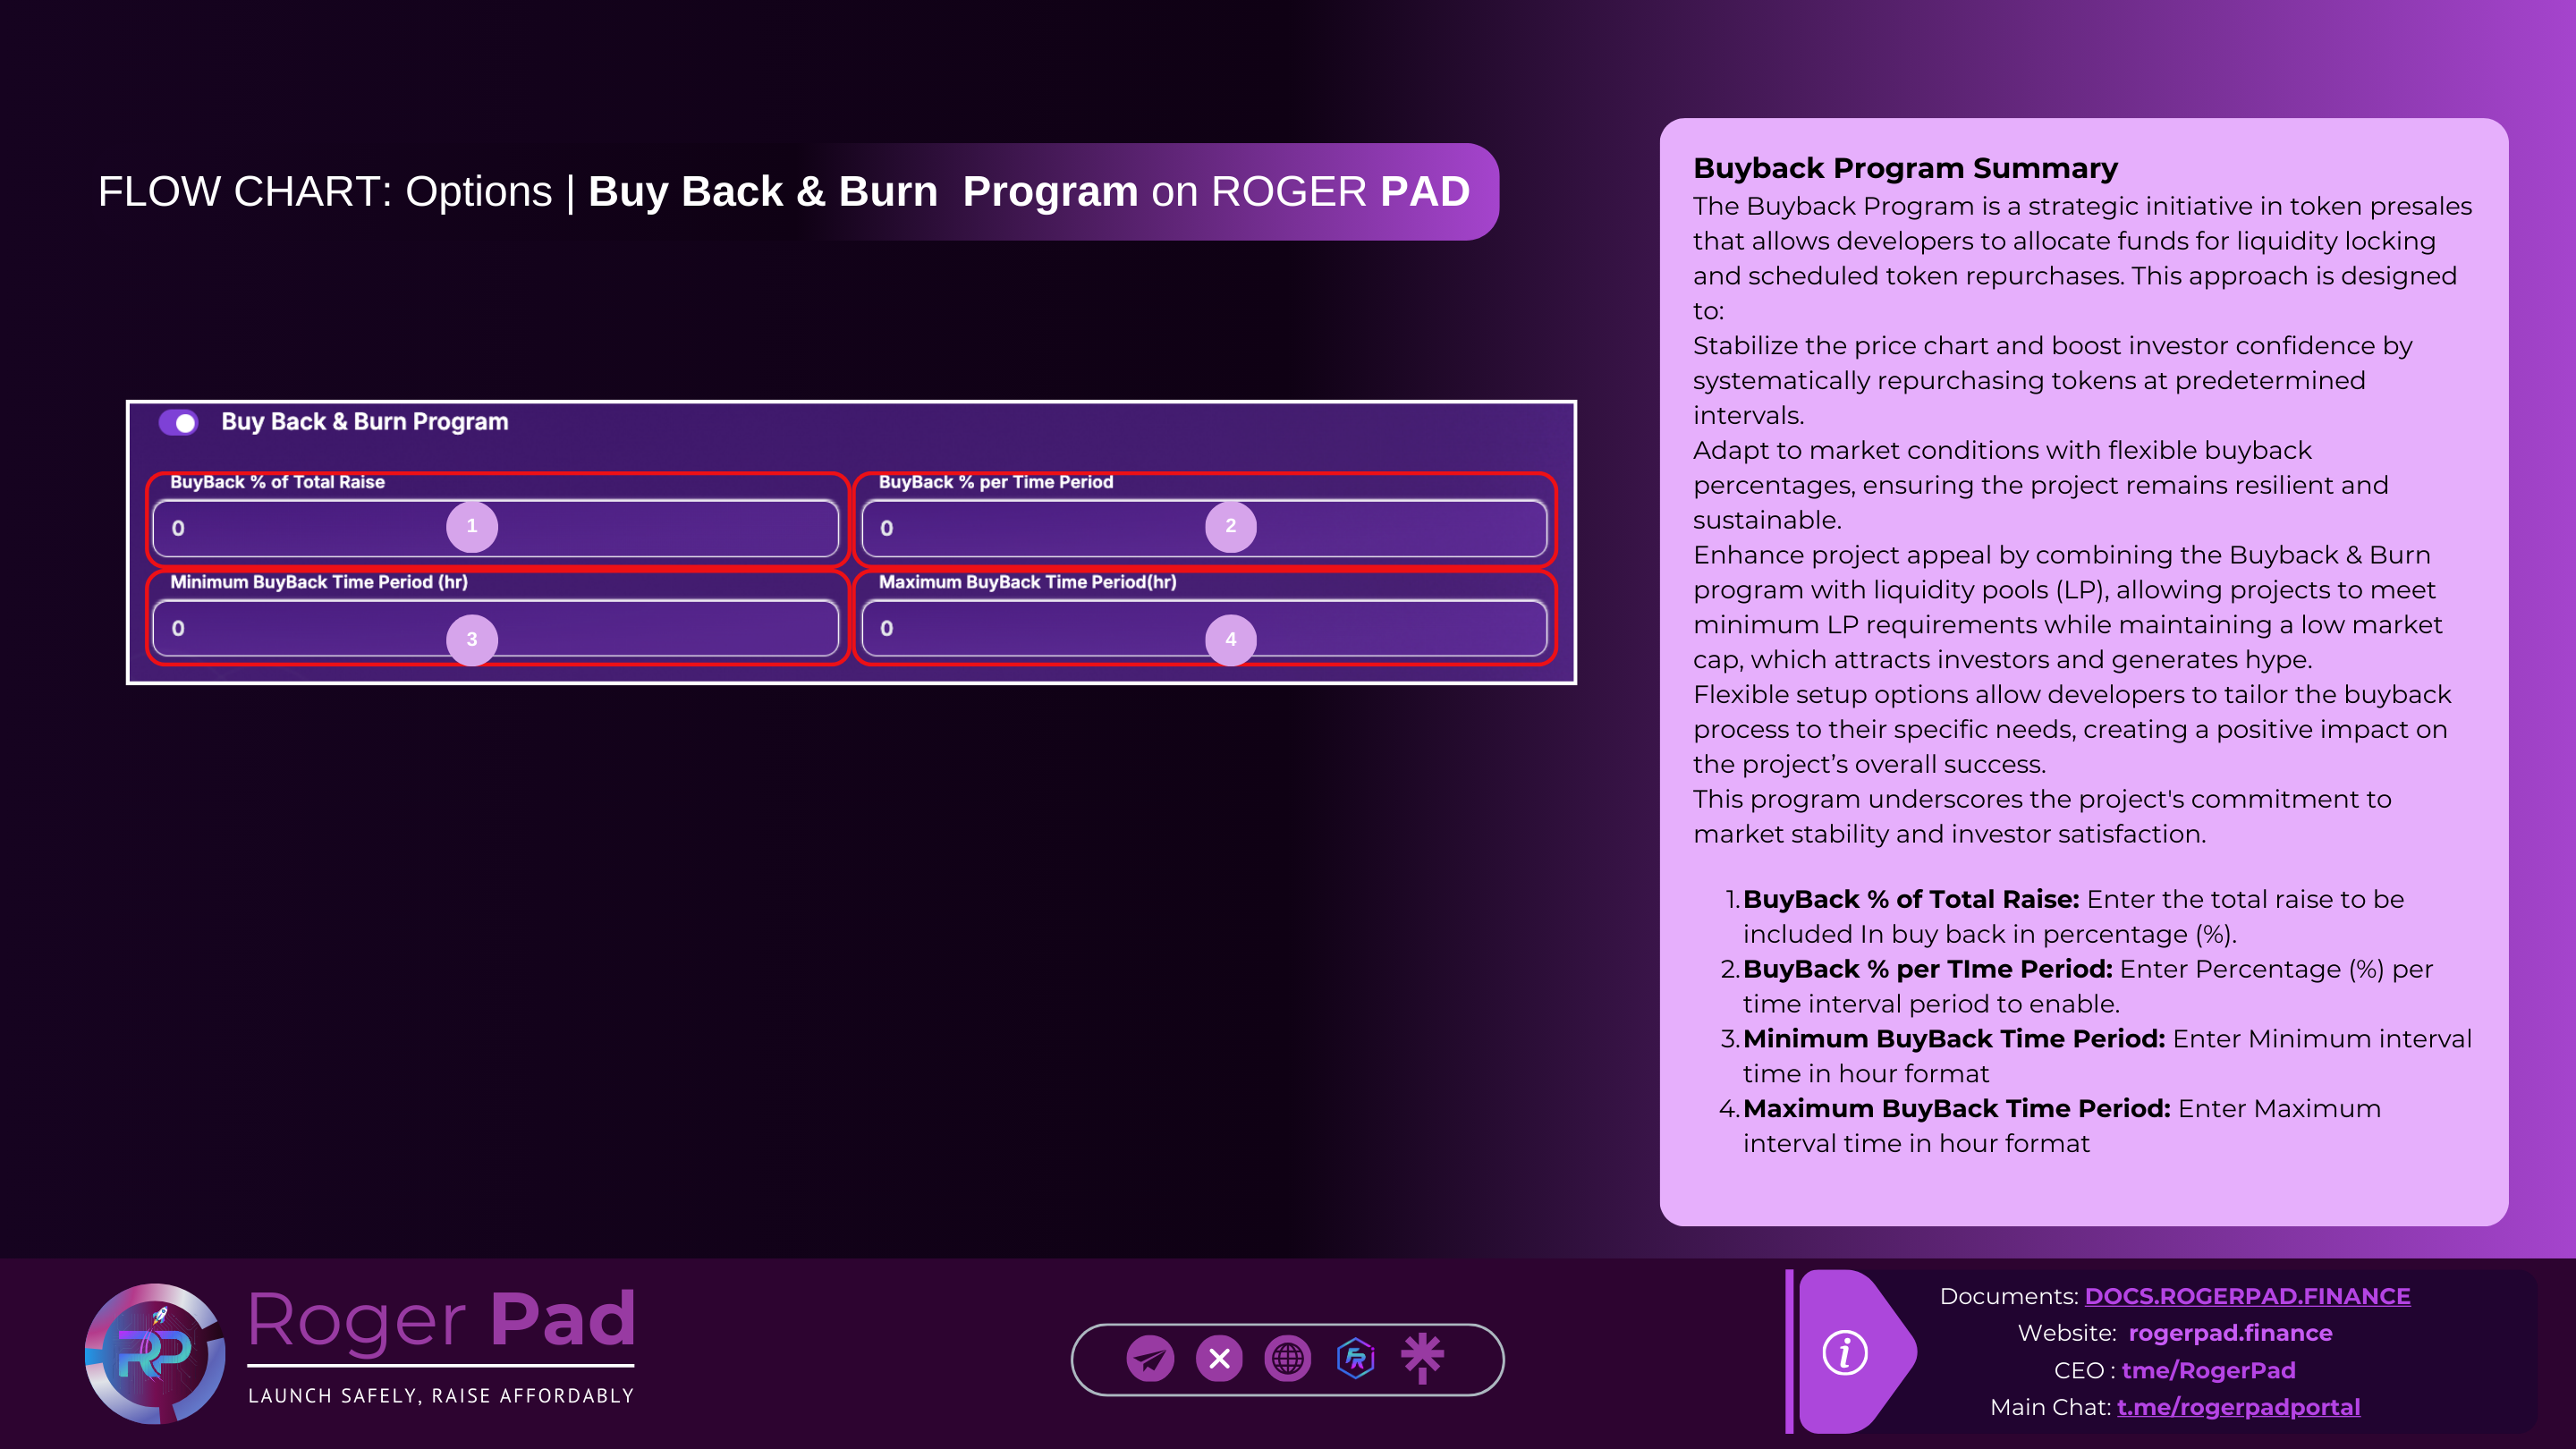 FLOW CHART: Options | Buy Back & Burn  Program on ROGER PAD
Buy Back & Burn Program
BuyBack % of Total Raise
BuyBack % per Time Period
0
1
0
2
Minimum BuyBack Time Period (hr)
Maximum BuyBack Time Period(hr)
0
3
0
4
Buyback Program Summary
The Buyback Program is a strategic initiative in token presales
that allows developers to allocate funds for liquidity locking
and scheduled token repurchases. This approach is designed
to:
Stabilize the price chart and boost investor confidence by
systematically repurchasing tokens at predetermined
intervals.
Adapt to market conditions with flexible buyback
percentages, ensuring the project remains resilient and
sustainable.
Enhance project appeal by combining the Buyback & Burn
program with liquidity pools (LP), allowing projects to meet
minimum LP requirements while maintaining a low market
cap, which attracts investors and generates hype.
Flexible setup options allow developers to tailor the buyback
process to their specific needs, creating a positive impact on
the project’s overall success.
This program underscores the project's commitment to
market stability and investor satisfaction.
1. BuyBack % of Total Raise: Enter the total raise to be
included In buy back in percentage (%).
2. BuyBack % per TIme Period: Enter Percentage (%) per
time interval period to enable.
3. Minimum BuyBack Time Period: Enter Minimum interval
time in hour format
4. Maximum BuyBack Time Period: Enter Maximum
interval time in hour format
RP
Roger Pad
LAUNCH SAFELY, RAISE AFFORDABLY
FR
i
Documents: DOCS.ROGERPAD.FINANCE
Website:  rogerpad.finance
CEO : tme/RogerPad
Main Chat: t.me/rogerpadportal